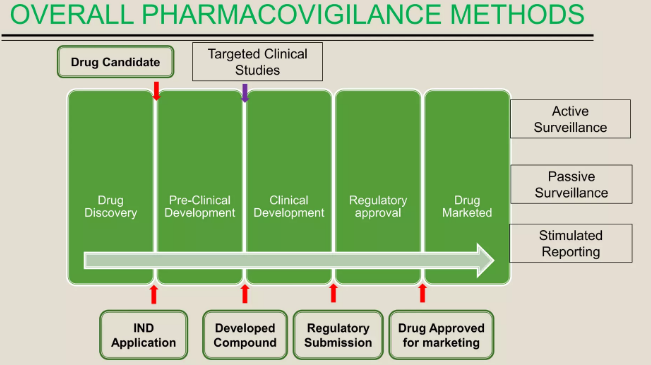 OVERALL PHARMACOVIGILANCE METHODS
Drug Candidate
Targeted Clinical
Studies
Drug
Discovery
Pre-Clinical
Development
Clinical
Development
Regulatory
approval
Drug
Marketed
Active
Surveillance
Passive
Surveillance
Stimulated
Reporting
IND
Application
Developed
Compound
Regulatory
Submission
Drug Approved
for marketing